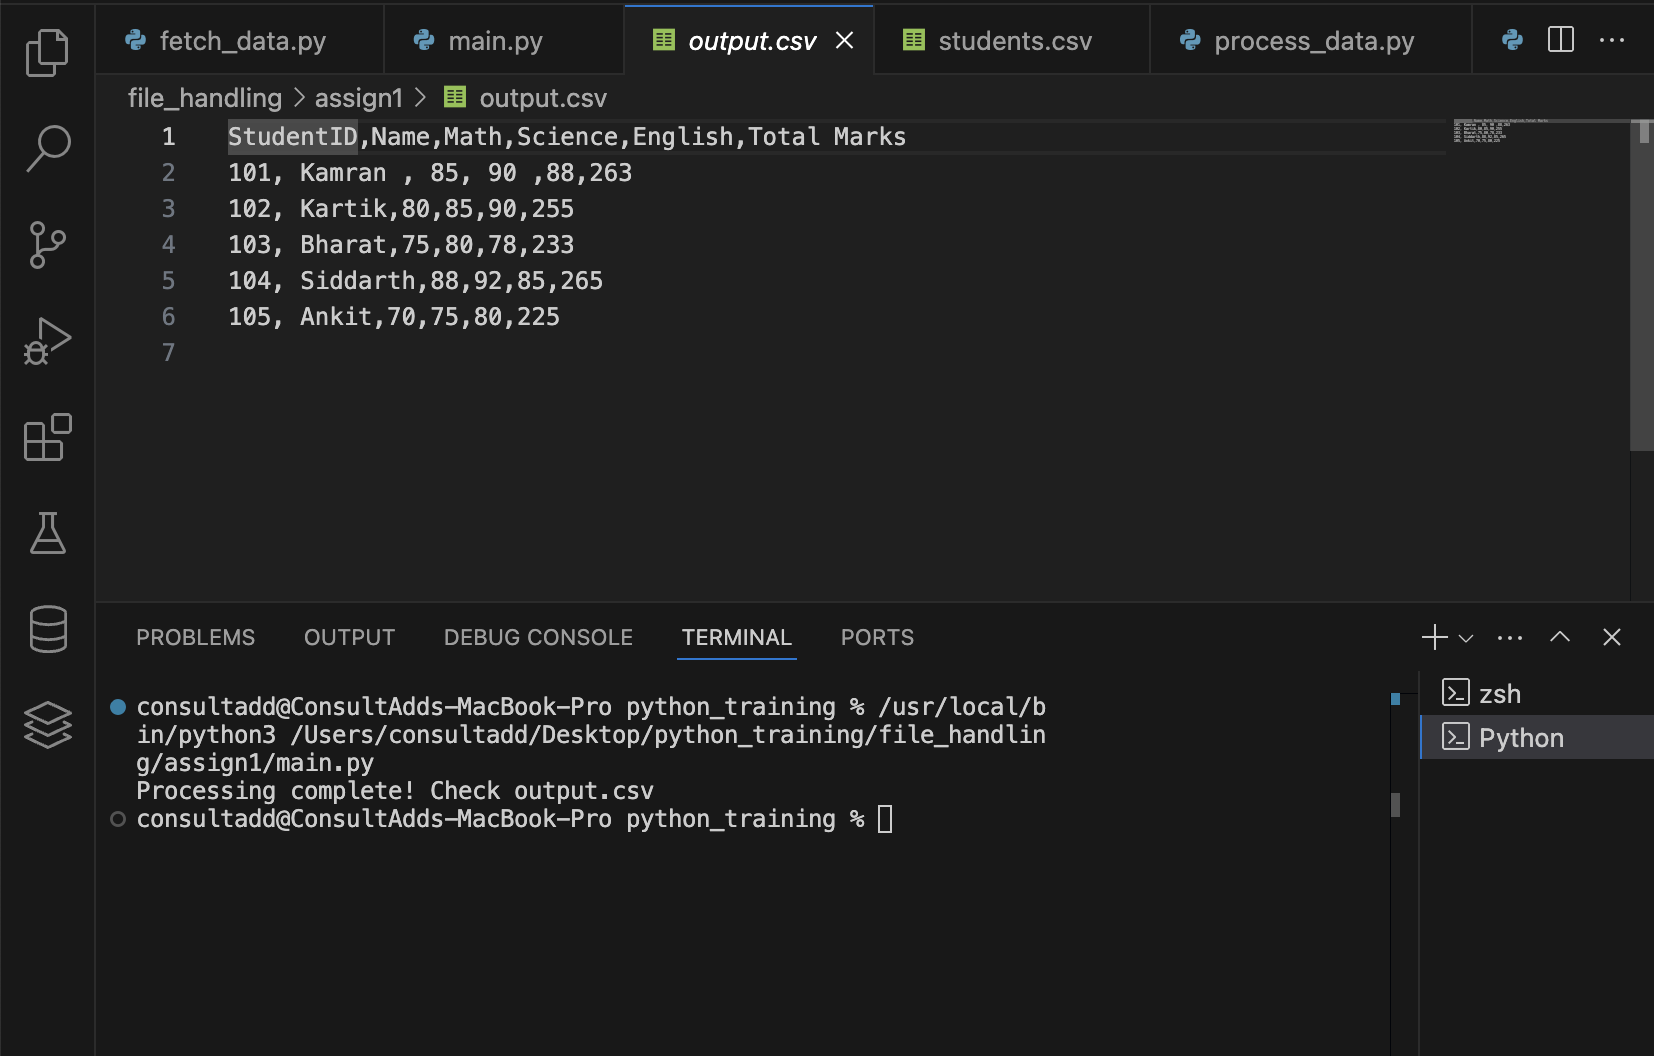 fetch_data.py
main.py
output.csv
students.csv
process_data.py
file_handling > assign1 > output.csv
1 StudentID,Name,Math,Science,English,Total Marks
2 101, Kamran , 85, 90 ,88,263
3 102, Kartik,80,85,90,255
4 103, Bharat,75,80,78,233
5 104, Siddarth,88,92,85,265
6 105, Ankit,70,75,80,225
7
PROBLEMS OUTPUT DEBUG CONSOLE TERMINAL PORTS
consultadd@ConsultAdds-MacBook-Pro python_training % /usr/local/b
in/python3 /Users/consultadd/Desktop/python_training/file_handlin
g/assign1/main.py
Processing complete! Check output.csv
consultadd@ConsultAdds-MacBook-Pro python_training %
zsh
Python